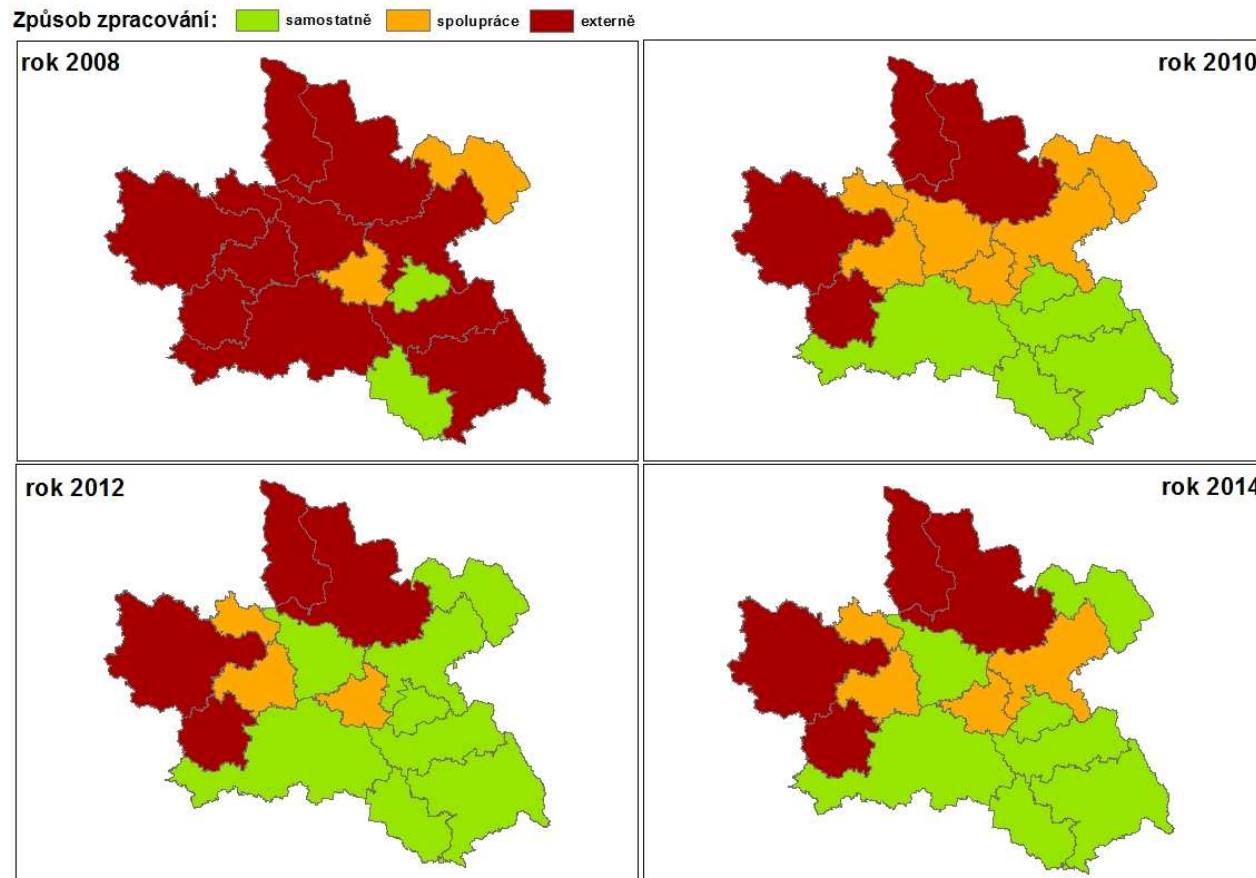 Způsob zpracování: samostatně spolupráce externě
rok 2008
rok 2010
rok 2012
rok 2014